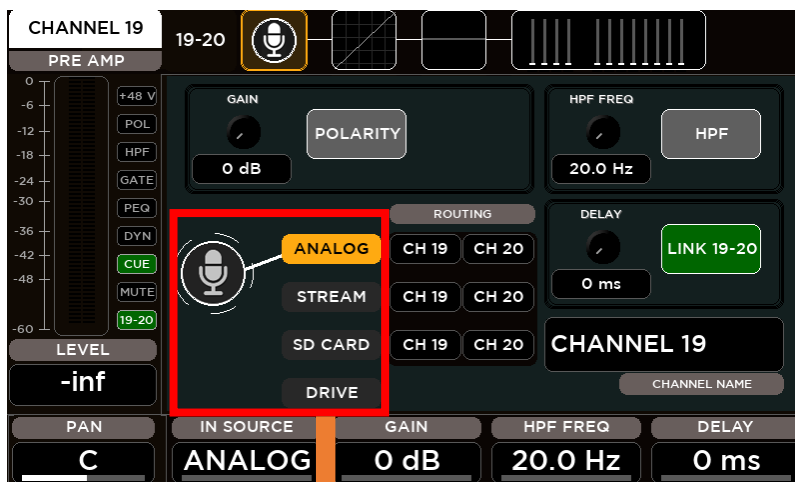 CHANNEL 19
19-20
PRE AMP
0
-6
-12
-18
-24
-30
-36
-42
-48
-60
+48 V
POL
HPF
GATE
PEQ
DYN
CUE
MUTE
19-20
LEVEL
-inf
GAIN
POLARITY
0 dB
HPF FREQ
HPF
20.0 Hz
ROUTING
ANALOG CH 19 CH 20
STREAM CH 19 CH 20
SD CARD CH 19 CH 20
DRIVE
DELAY
LINK 19-20
0 ms
CHANNEL 19
CHANNEL NAME
PAN IN SOURCE GAIN HPF FREQ DELAY
C ANALOG 0 dB 20.0 Hz 0 ms